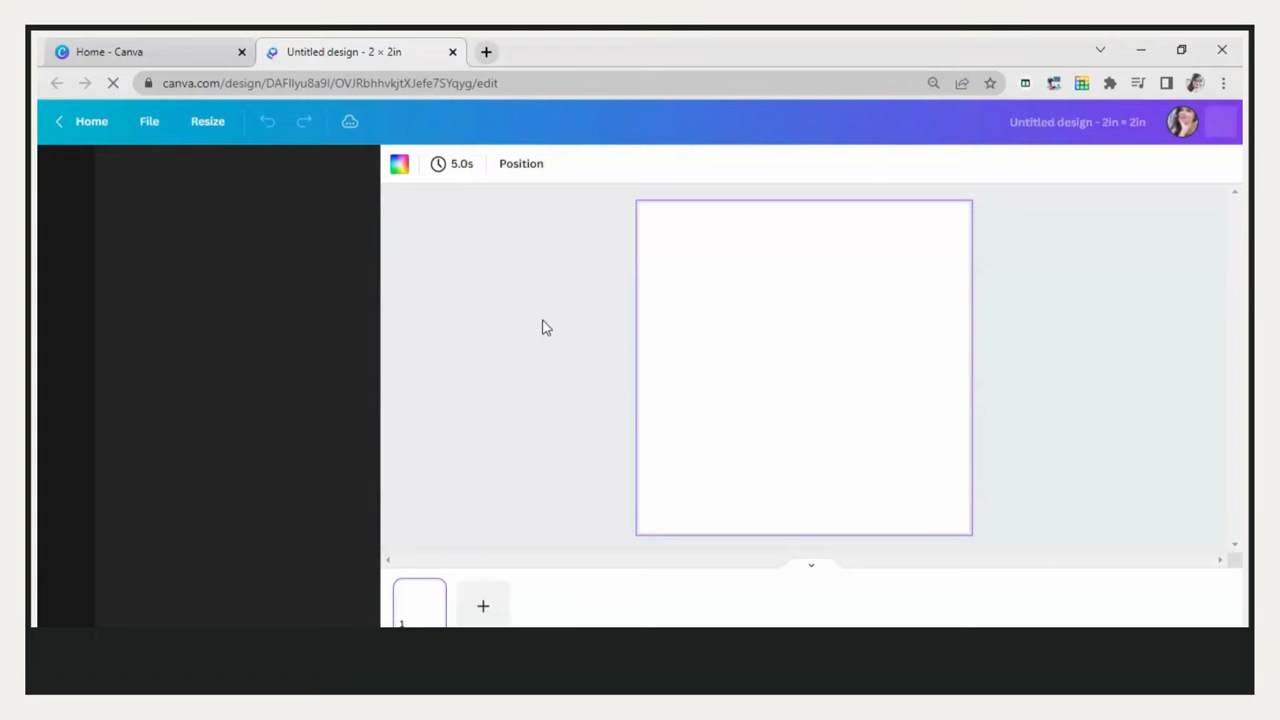 Home - Canva
Untitled design - 2 × 2in
canva.com/design/DAFIlyu8a9I/OVJRbhhvkjtXJefe7SYqyg/edit
Home File Resize
Untitled design - 2in × 2in
5.0s Position
1